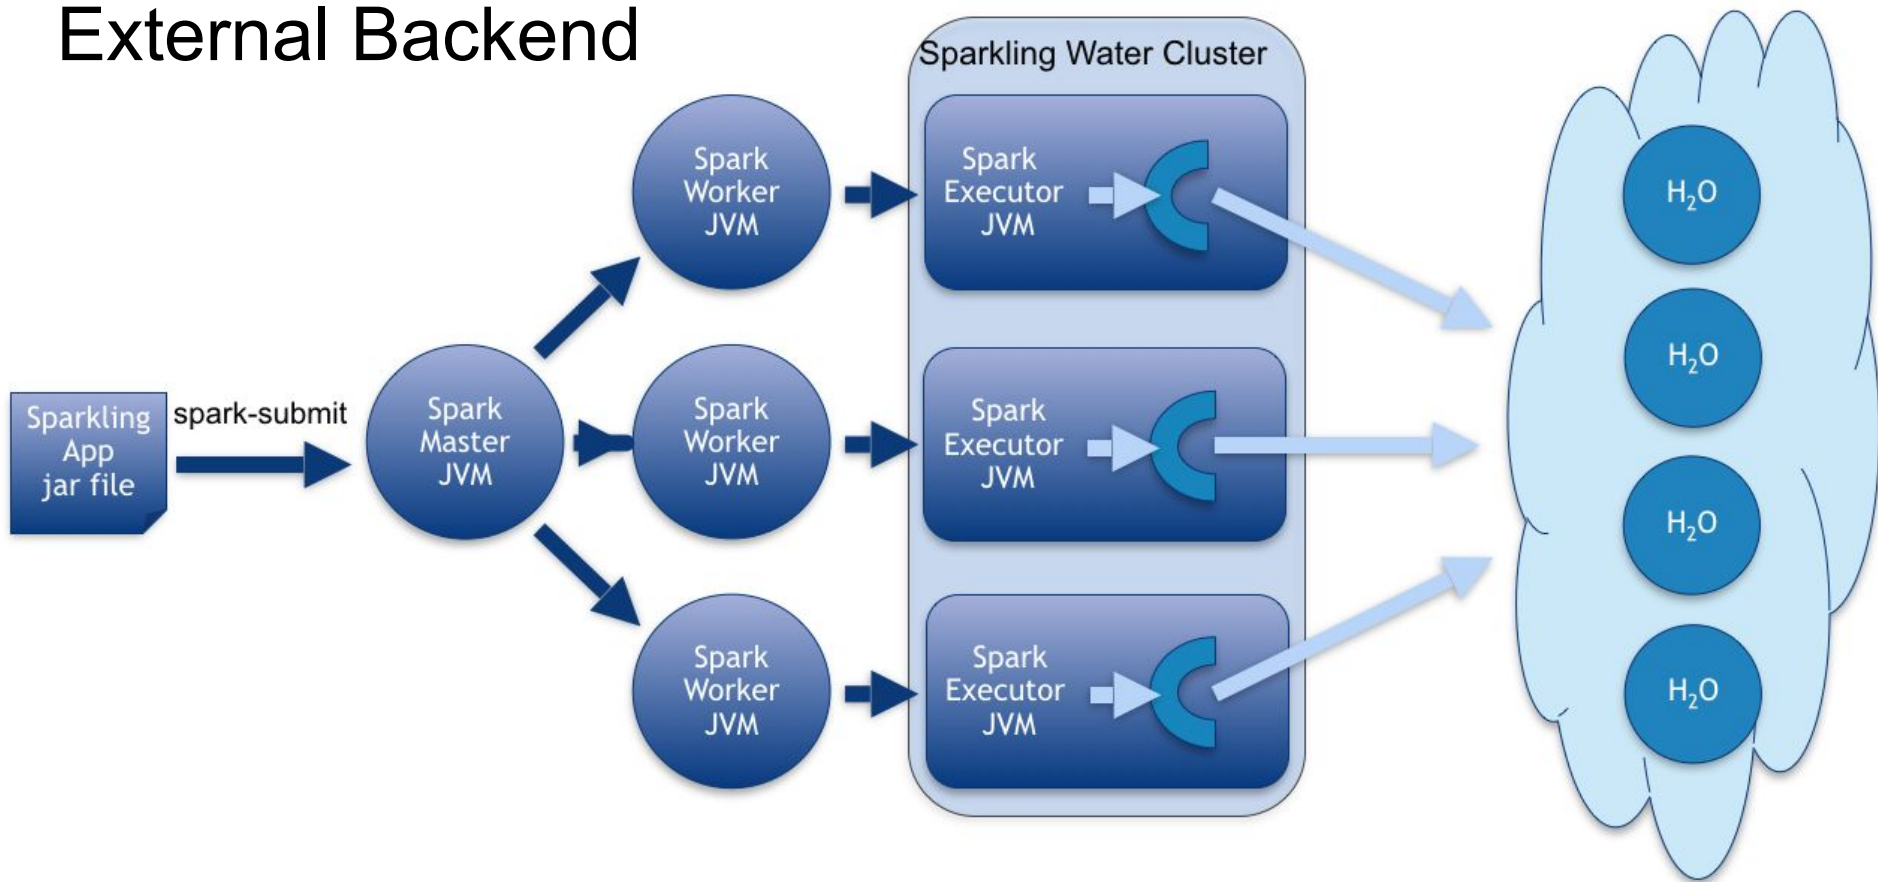 External Backend
Sparkling Water Cluster
Spark
Worker
JVM
Spark
Executor
JVM
H₂O
H₂O
Sparkling
App
jar file
spark-submit
Spark
Master
JVM
Spark
Worker
JVM
Spark
Executor
JVM
H₂O
Spark
Worker
JVM
Spark
Executor
JVM
H₂O